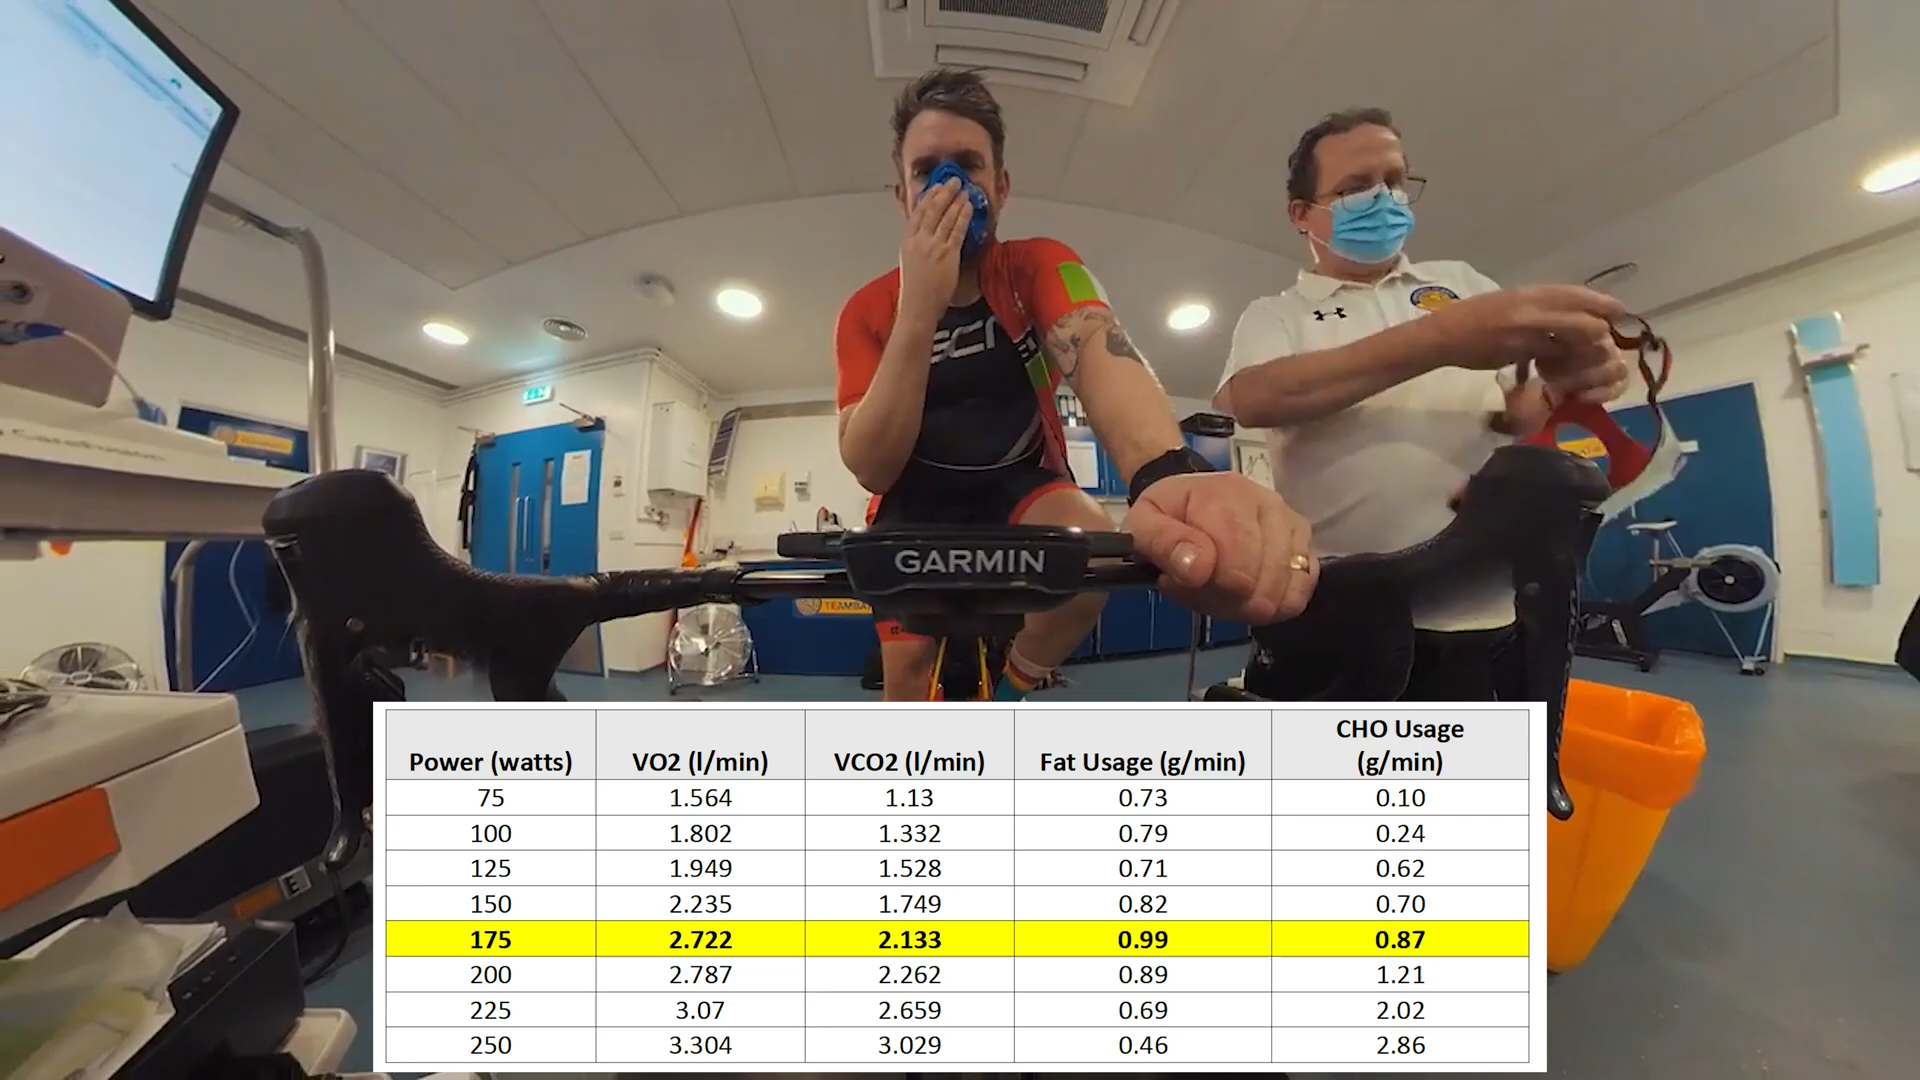 GCN
GARMIN
TEAMBA
E
Power (watts) VO2 (l/min) VCO2 (l/min) Fat Usage (g/min) CHO Usage (g/min)
75 1.564 1.13 0.73 0.10
100 1.802 1.332 0.79 0.24
125 1.949 1.528 0.71 0.62
150 2.235 1.749 0.82 0.70
175 2.722 2.133 0.99 0.87
200 2.787 2.262 0.89 1.21
225 3.07 2.659 0.69 2.02
250 3.304 3.029 0.46 2.86